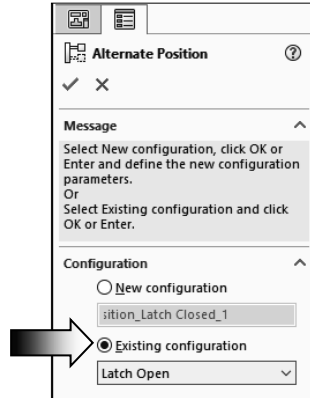 Alternate Position
Message
Select New configuration, click OK or
Enter and define the new configuration
parameters.
Or
Select Existing configuration and click
OK or Enter.
Configuration
New configuration
sition_Latch Closed_1
Existing configuration
Latch Open